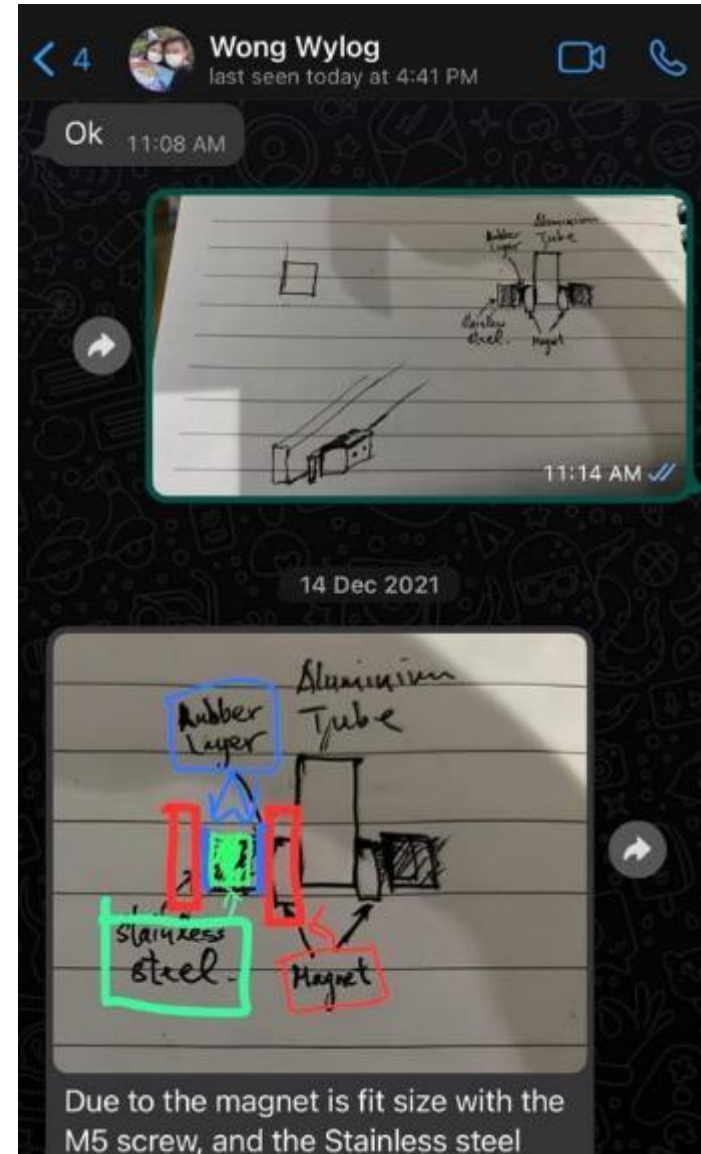 4
Wong Wylog
last seen today at 4:41 PM
Ok 11:08 AM
Aluminium
Rubber Tube
Layer
Stainless
steel.
Magnet
11:14 AM
14 Dec 2021
Aluminium
Rubber Tube
Layer
stainless
steel.
Magnet
Due to the magnet is fit size with the
M5 screw, and the Stainless steel